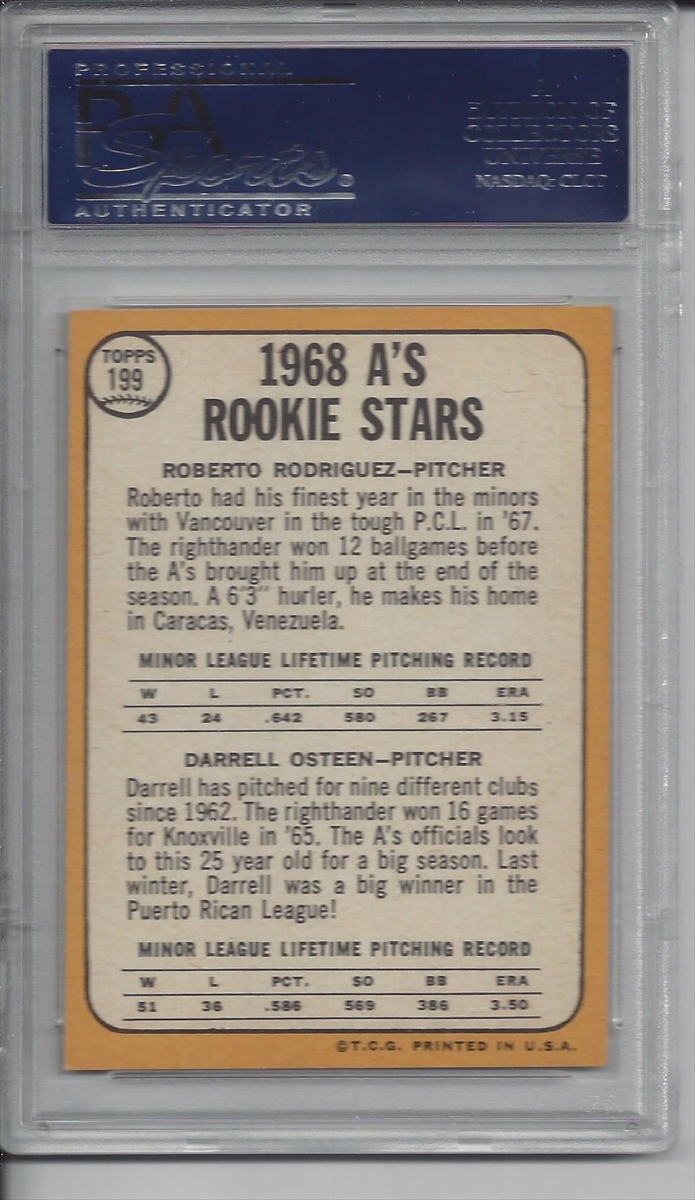 PROFESSIONAL
PSA
Sports
AUTHENTICATOR
A
DIVISION OF
COLLECTORS
UNIVERSE
NASDAQ: CLCT
TOPPS
199
1968 A'S
ROOKIE STARS
ROBERTO RODRIGUEZ—PITCHER
Roberto had his finest year in the minors
with Vancouver in the tough P.C.L. in '67.
The righthander won 12 ballgames before
the A's brought him up at the end of the
season. A 6'3" hurler, he makes his home
in Caracas, Venezuela.
MINOR LEAGUE LIFETIME PITCHING RECORD
W L PCT. SO BB ERA
43 24 .642 580 267 3.15
DARRELL OSTEEN—PITCHER
Darrell has pitched for nine different clubs
since 1962. The righthander won 16 games
for Knoxville in '65. The A's officials look
to this 25 year old for a big season. Last
winter, Darrell was a big winner in the
Puerto Rican League!
MINOR LEAGUE LIFETIME PITCHING RECORD
W L PCT. SO BB ERA
51 36 .586 569 386 3.50
©T.C.G. PRINTED IN U.S.A.